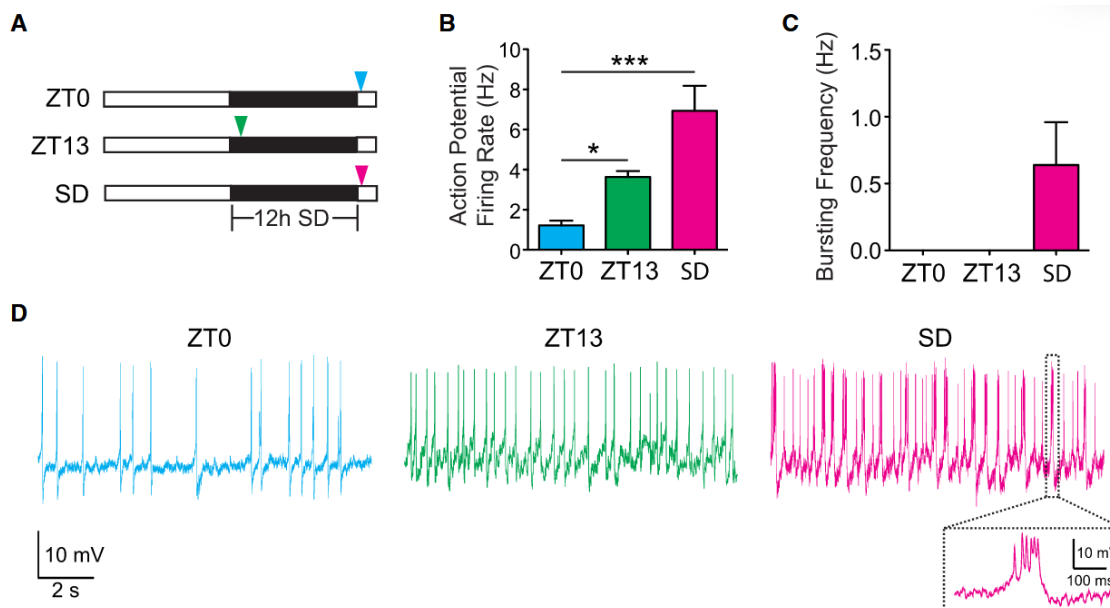 A
ZT0
ZT13
SD
12h SD
B
Action Potential
Firing Rate (Hz)
10
8
6
4
2
0
***
*
ZT0 ZT13 SD
C
Bursting Frequency (Hz)
1.5
1.0
0.5
0.0
ZT0 ZT13 SD
D
ZT0 ZT13 SD
10 mV
2 s
10 mV
100 ms